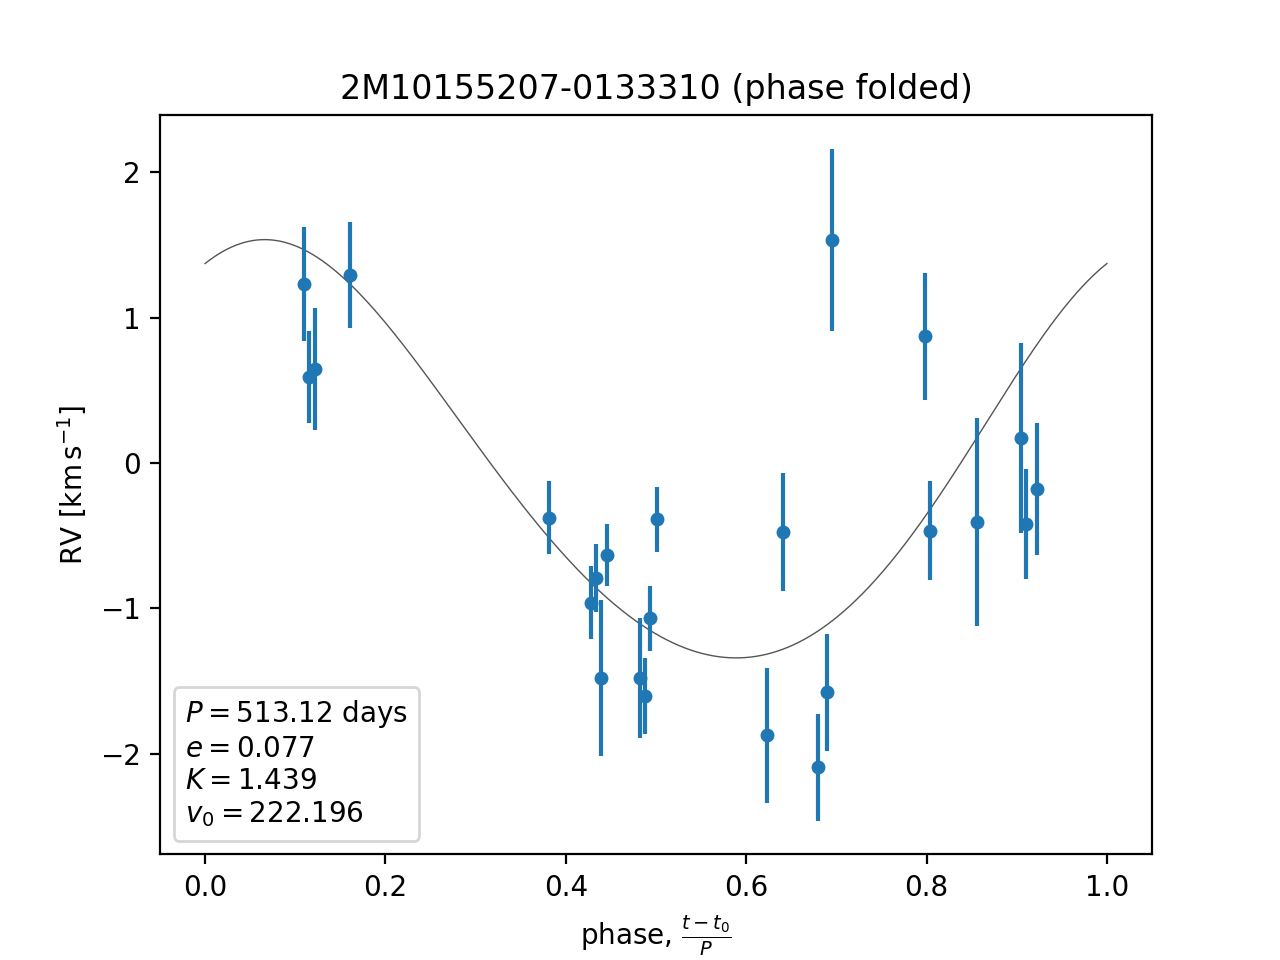 2M10155207-0133310 (phase folded)
RV [km s⁻¹]
2
1
0
−1
−2
P = 513.12 days
e = 0.077
K = 1.439
v₀ = 222.196
0.0 0.2 0.4 0.6 0.8 1.0
phase, (t − t₀)/P